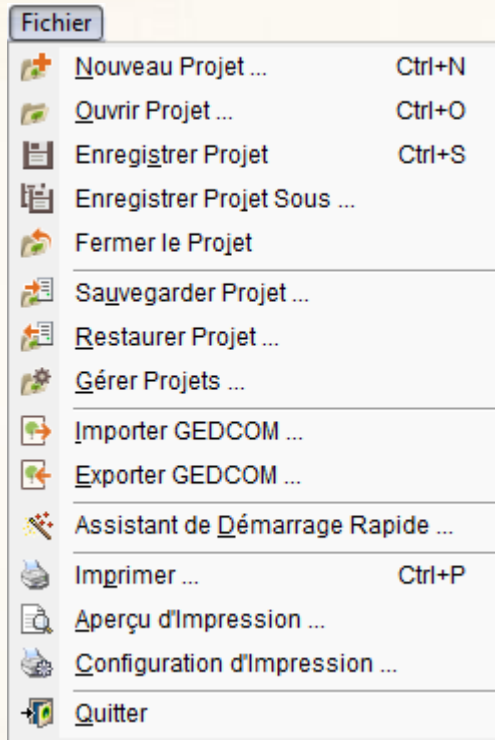 Fichier
Nouveau Projet ... Ctrl+N
Ouvrir Projet ... Ctrl+O
Enregistrer Projet Ctrl+S
Enregistrer Projet Sous ...
Fermer le Projet
Sauvegarder Projet ...
Restaurer Projet ...
Gérer Projets ...
Importer GEDCOM ...
Exporter GEDCOM ...
Assistant de Démarrage Rapide ...
Imprimer ... Ctrl+P
Aperçu d'Impression ...
Configuration d'Impression ...
Quitter